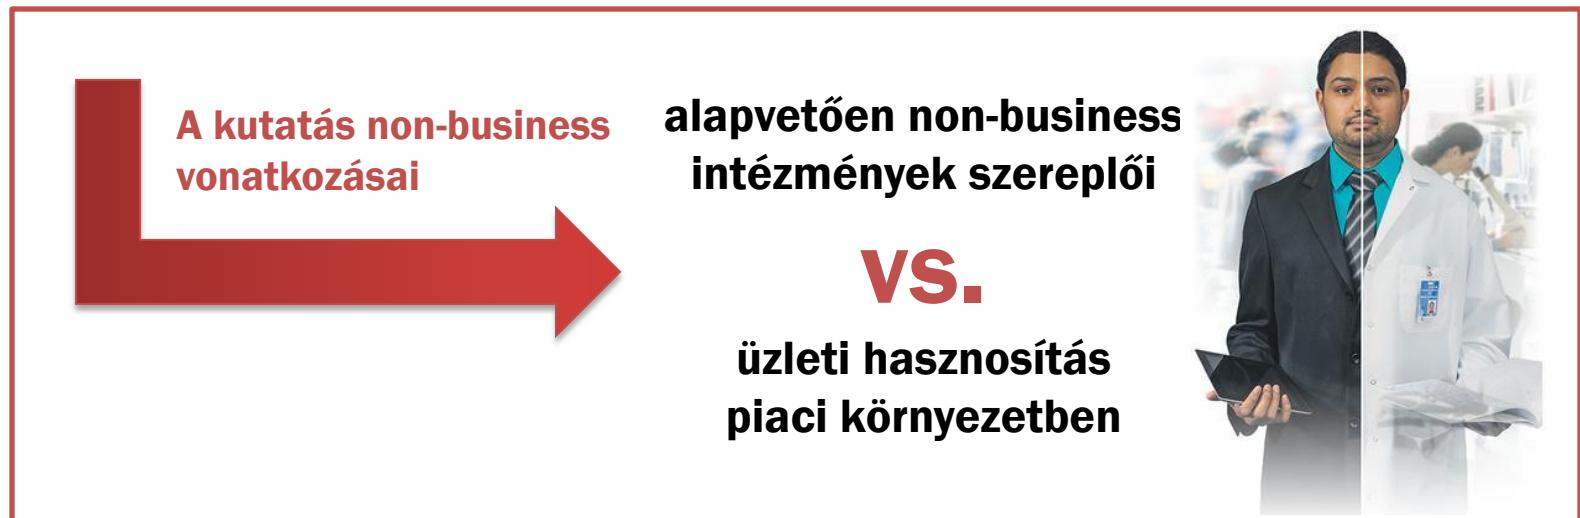 A kutatás non-business
vonatkozásai
alapvetően non-business
intézmények szereplői
vs.
üzleti hasznosítás
piaci környezetben